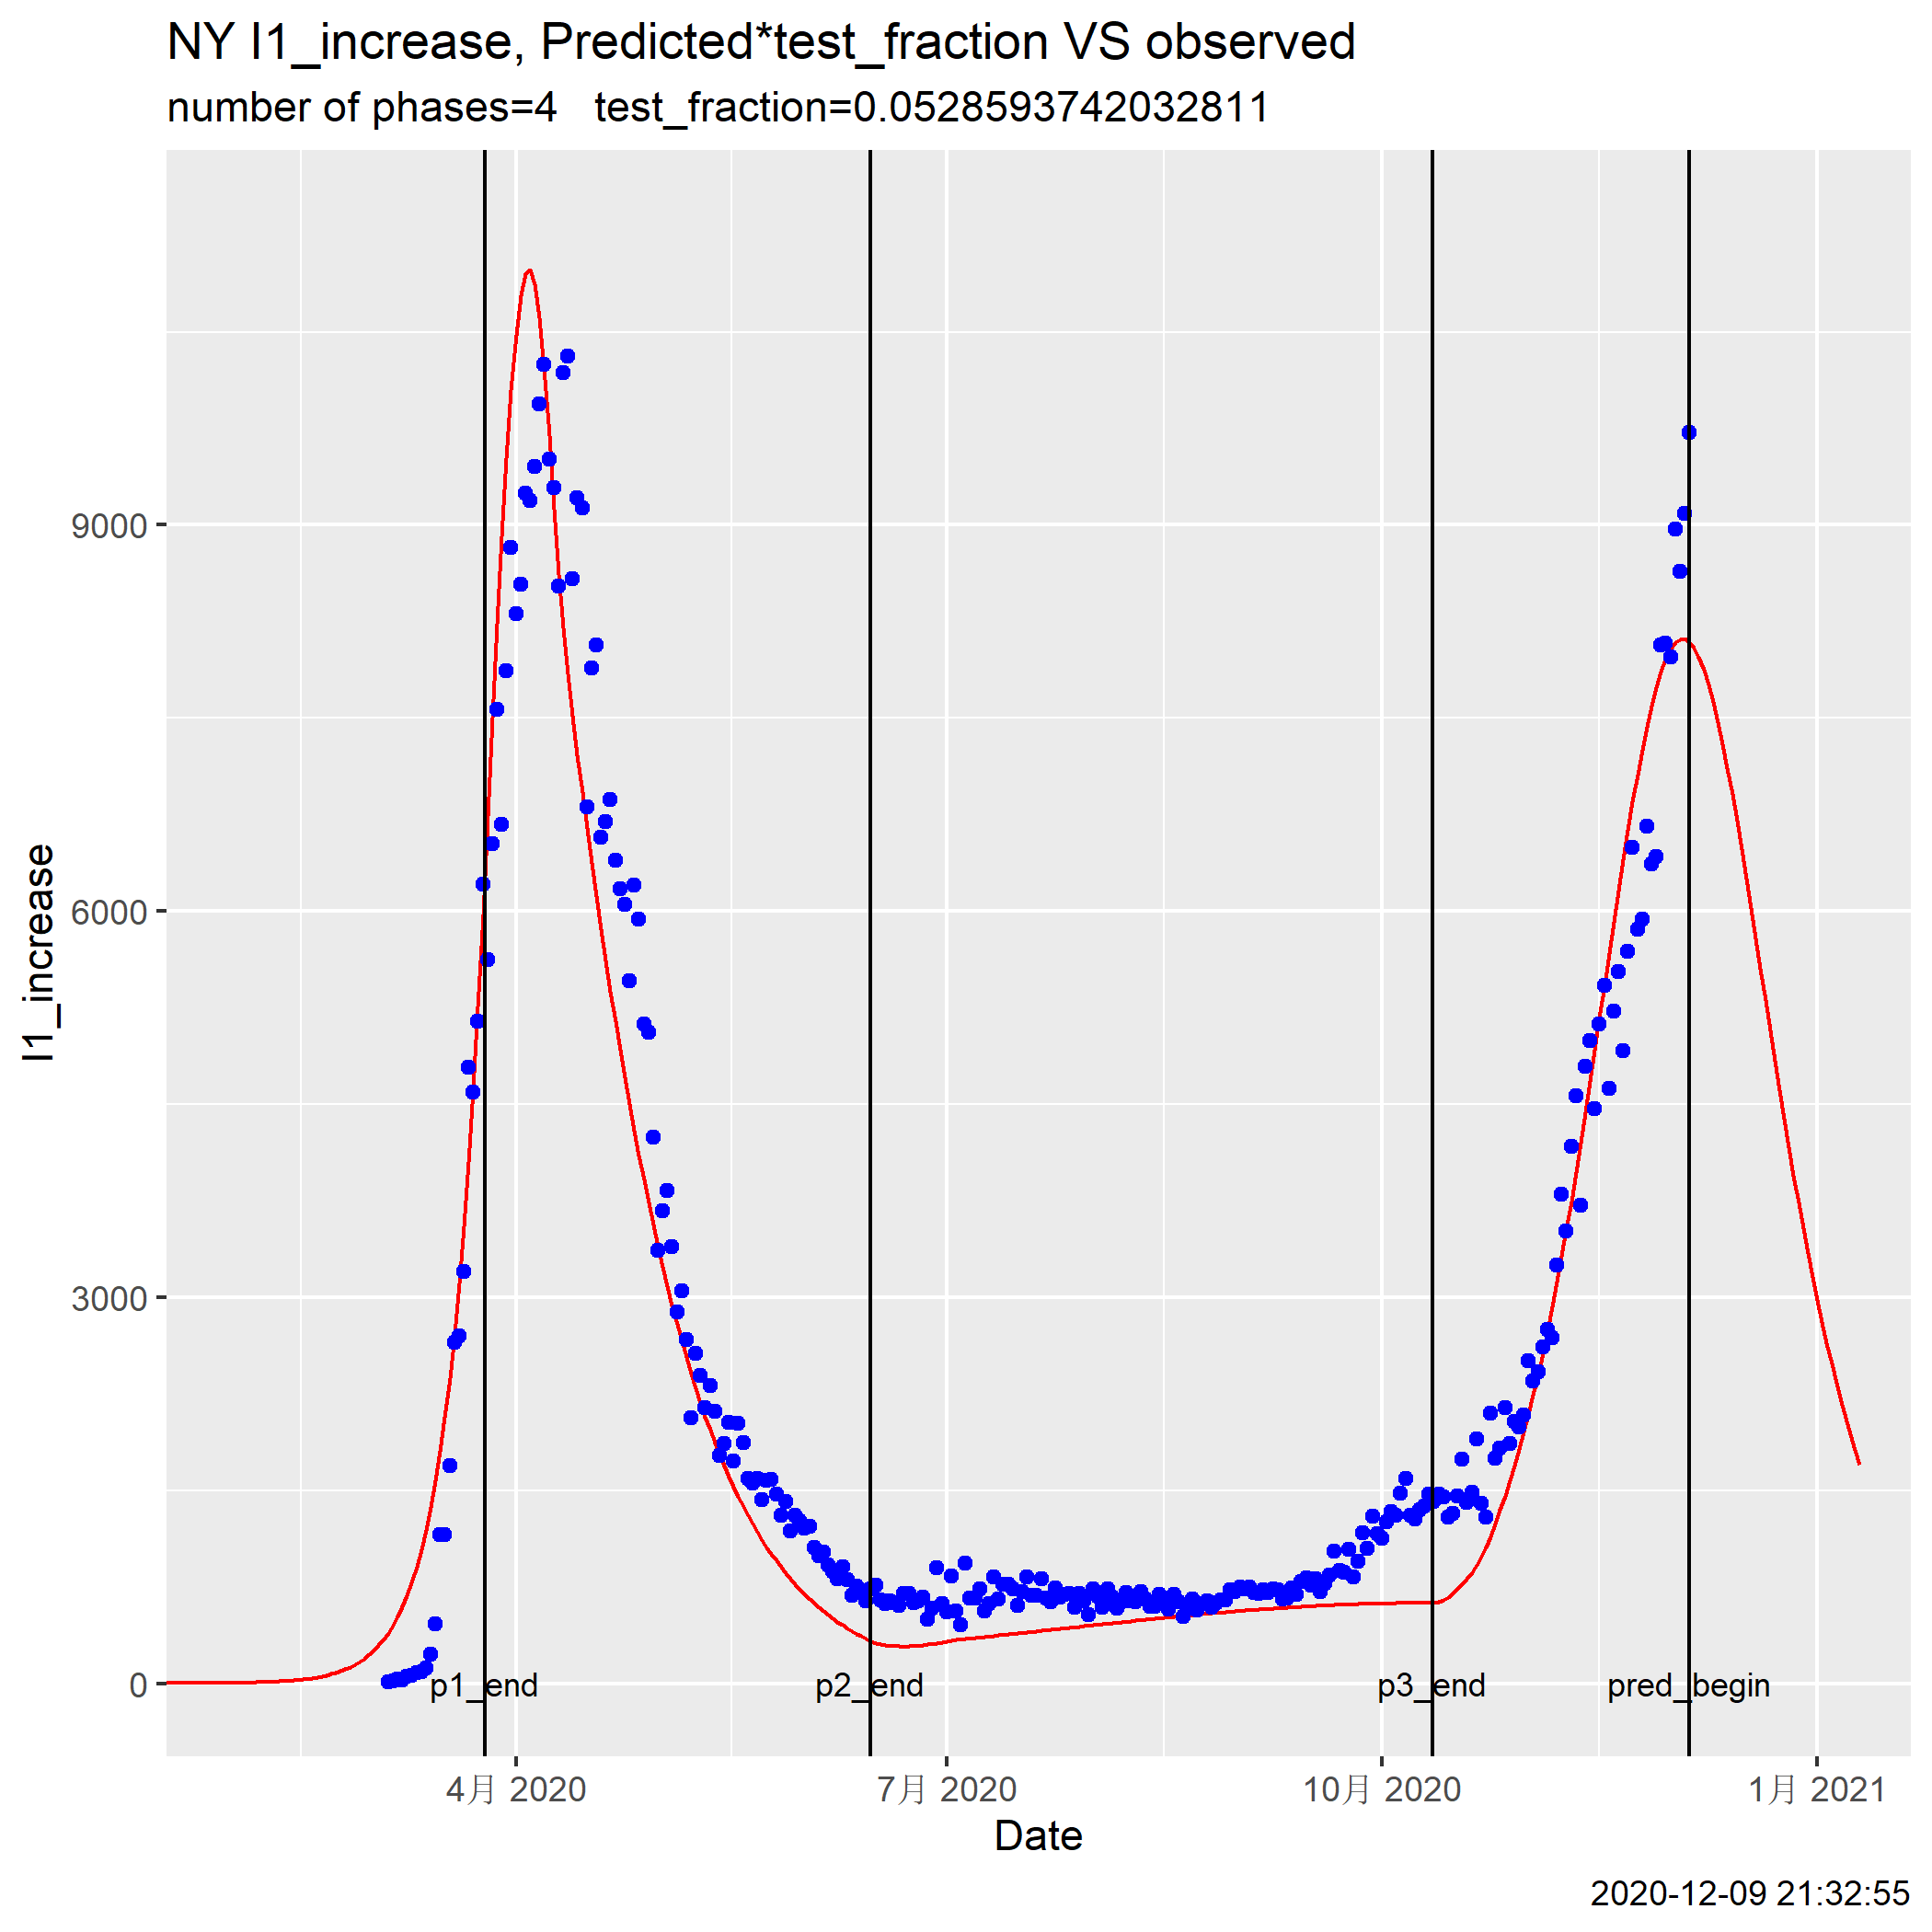 NY I1_increase, Predicted*test_fraction VS observed
number of phases=4 test_fraction=0.0528593742032811
I1_increase
9000
6000
3000
0
p1_end
p2_end
p3_end
pred_begin
4月 2020
7月 2020
10月 2020
1月 2021
Date
2020-12-09 21:32:55